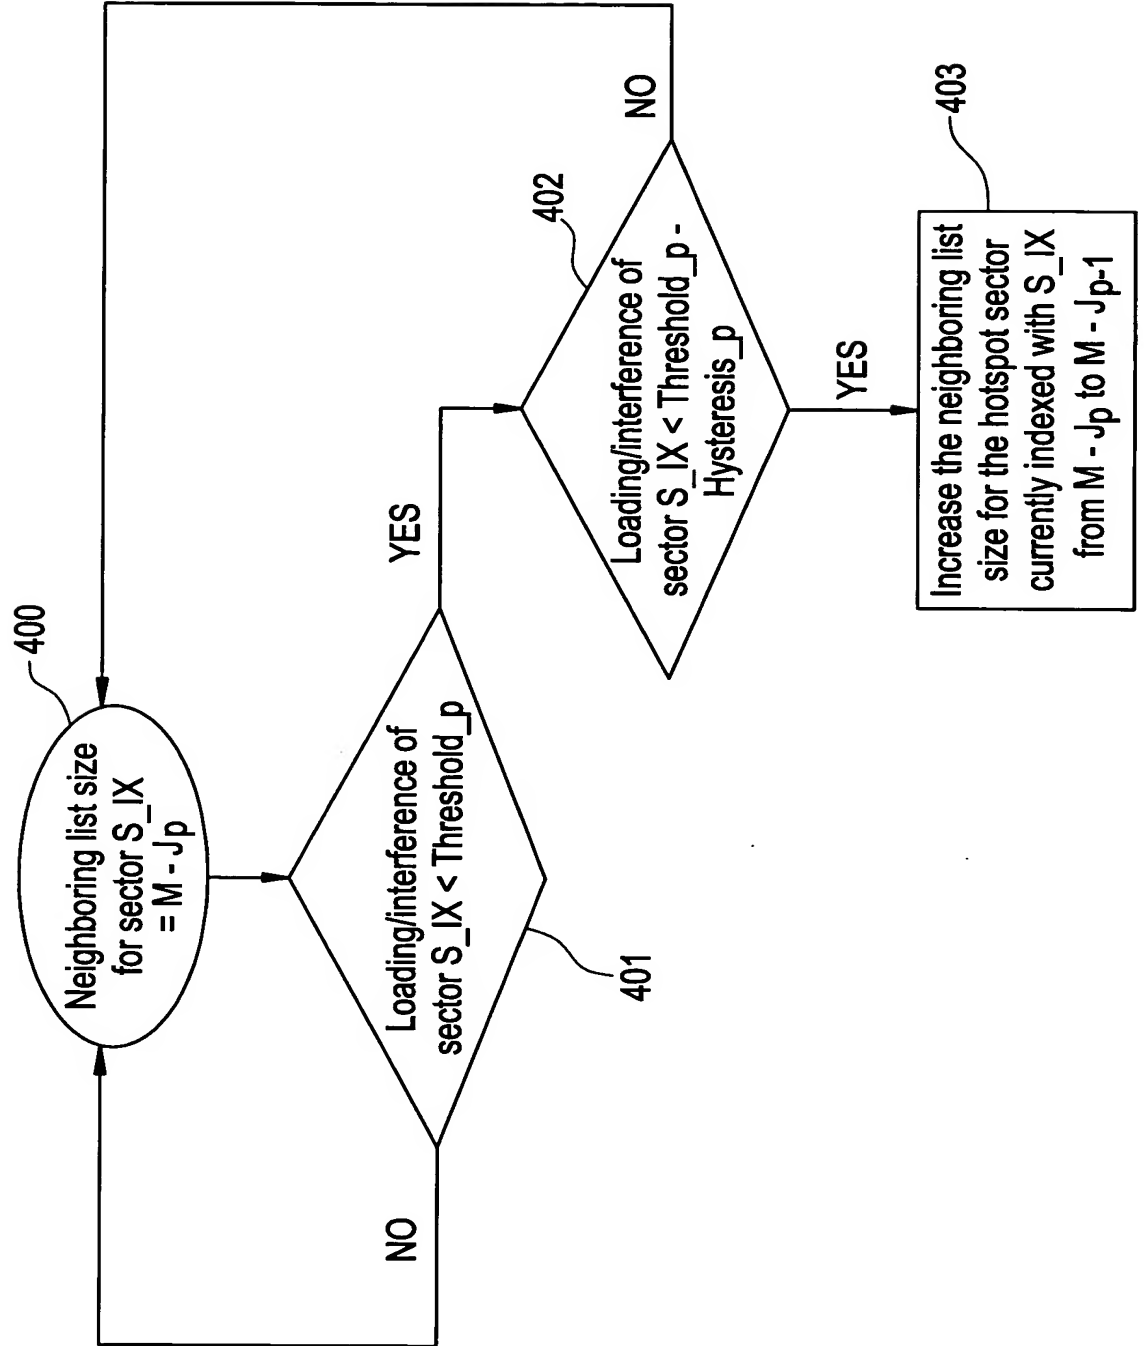 400
Neighboring list size
for sector S_IX
= M - Jp
Loading/interference of
sector S_IX < Threshold_p
401
NO
YES
402
Loading/interference of
sector S_IX < Threshold_p -
Hysteresis_p
NO
YES
403
Increase the neighboring list
size for the hotspot sector
currently indexed with S_IX
from M - Jp to M - Jp-1